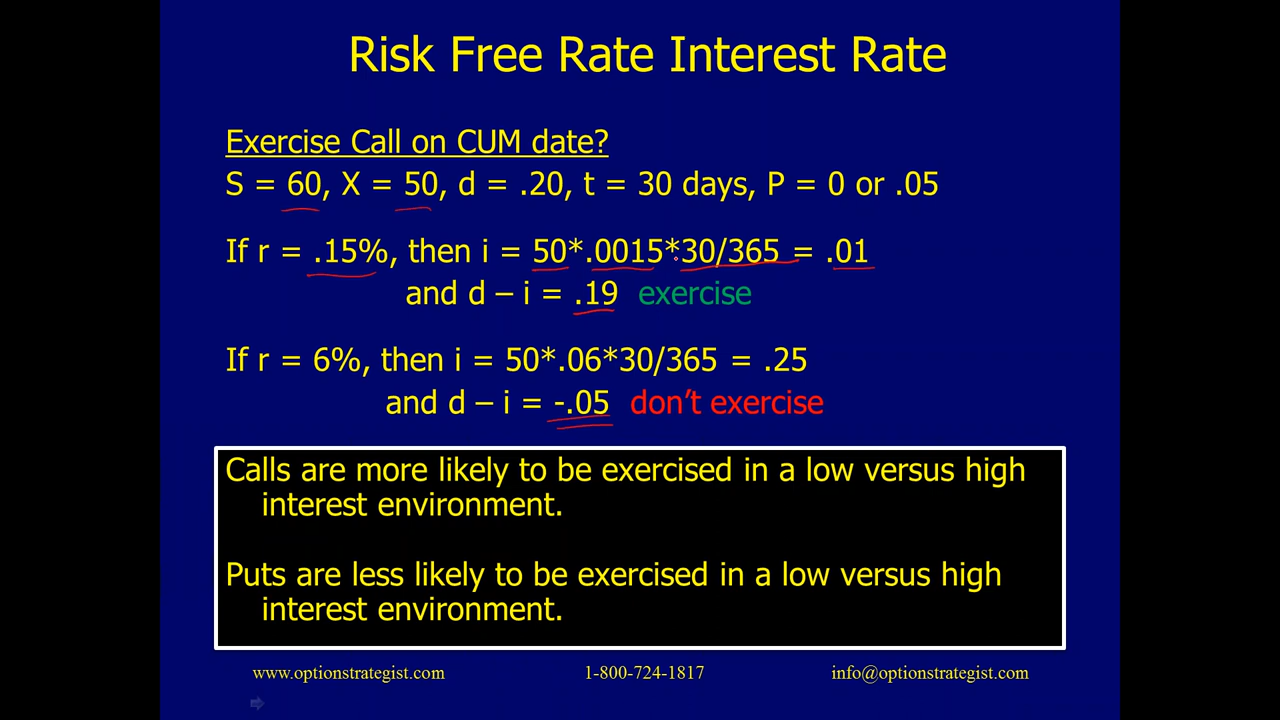 Risk Free Rate Interest Rate
Exercise Call on CUM date?
S = 60, X = 50, d = .20, t = 30 days, P = 0 or .05
If r = .15%, then i = 50*.0015*30/365 = .01
and d – i = .19 exercise
If r = 6%, then i = 50*.06*30/365 = .25
and d – i = -.05 don’t exercise
Calls are more likely to be exercised in a low versus high
interest environment.
Puts are less likely to be exercised in a low versus high
interest environment.
www.optionstrategist.com 1-800-724-1817 info@optionstrategist.com